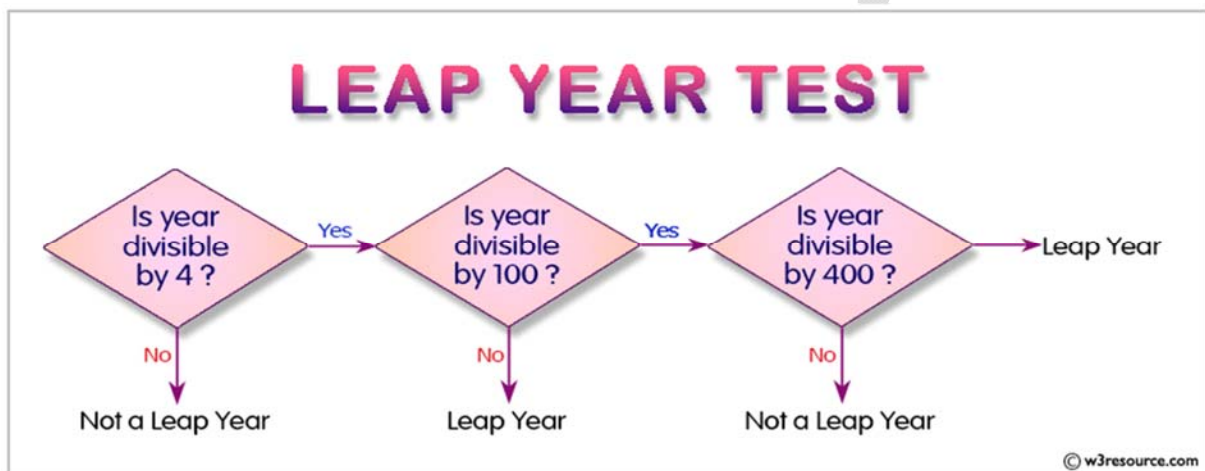 LEAP YEAR TEST
Is year
divisible
by 4 ?
Yes
Is year
divisible
by 100 ?
Yes
Is year
divisible
by 400 ?
Leap Year
No
No
No
Not a Leap Year
Leap Year
Not a Leap Year
© w3resource.com